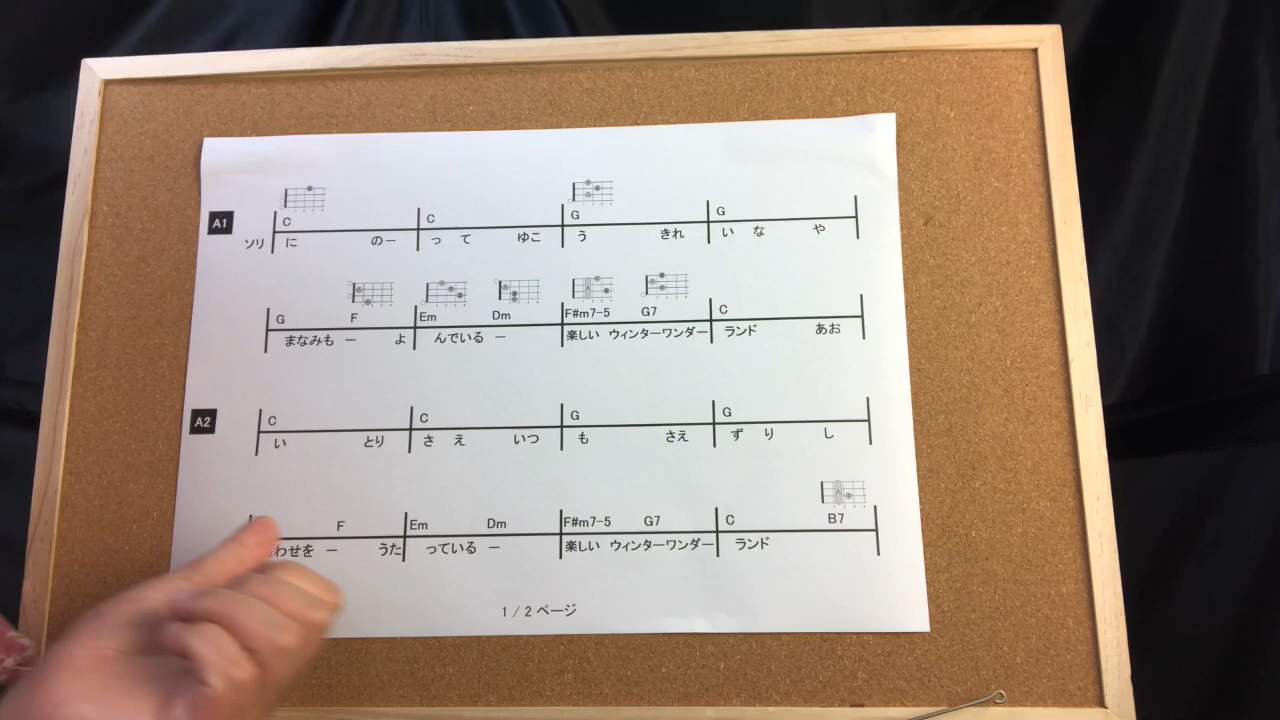 C C G G
A1 ソリ に のー って ゆこ う きれ い な や
G F Em Dm F#m7-5 G7 C
まなみも ー よ んでいる ー 楽しい ウィンターワンダー ランド あお
C C G G
A2 い とり さ え いつ も さえ ず り し
F Em Dm F#m7-5 G7 C B7
わせを ー うた っている ー 楽しい ウィンターワンダー ランド
1 / 2 ページ